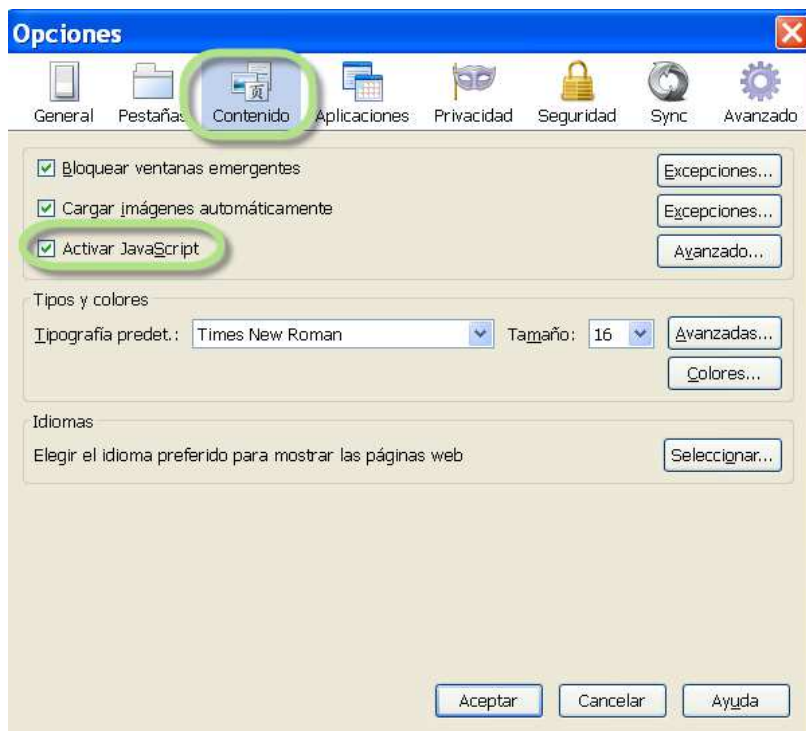 Opciones
General Pestañas Contenido Aplicaciones Privacidad Seguridad Sync Avanzado
页
Bloquear ventanas emergentes Excepciones...
Cargar imágenes automáticamente Excepciones...
Activar JavaScript Avanzado...
Tipos y colores
Tipografía predet.: Times New Roman Tamaño: 16 Avanzadas...
Colores...
Idiomas
Elegir el idioma preferido para mostrar las páginas web Seleccionar...
Aceptar Cancelar Ayuda